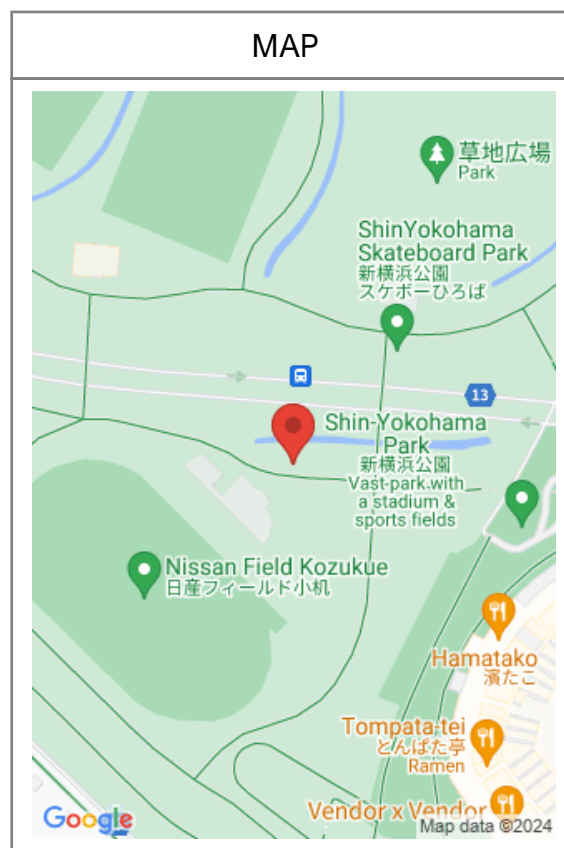 MAP
草地広場
Park
ShinYokohama
Skateboard Park
新横浜公園
スケボーひろば
13
Shin-Yokohama
Park
新横浜公園
Vast park with
a stadium &
sports fields
Nissan Field Kozukue
日産フィールド小机
Hamatako
濱たこ
Tompata-tei
とんぱた亭
Ramen
Vendor x Vendor
Google
Map data ©2024